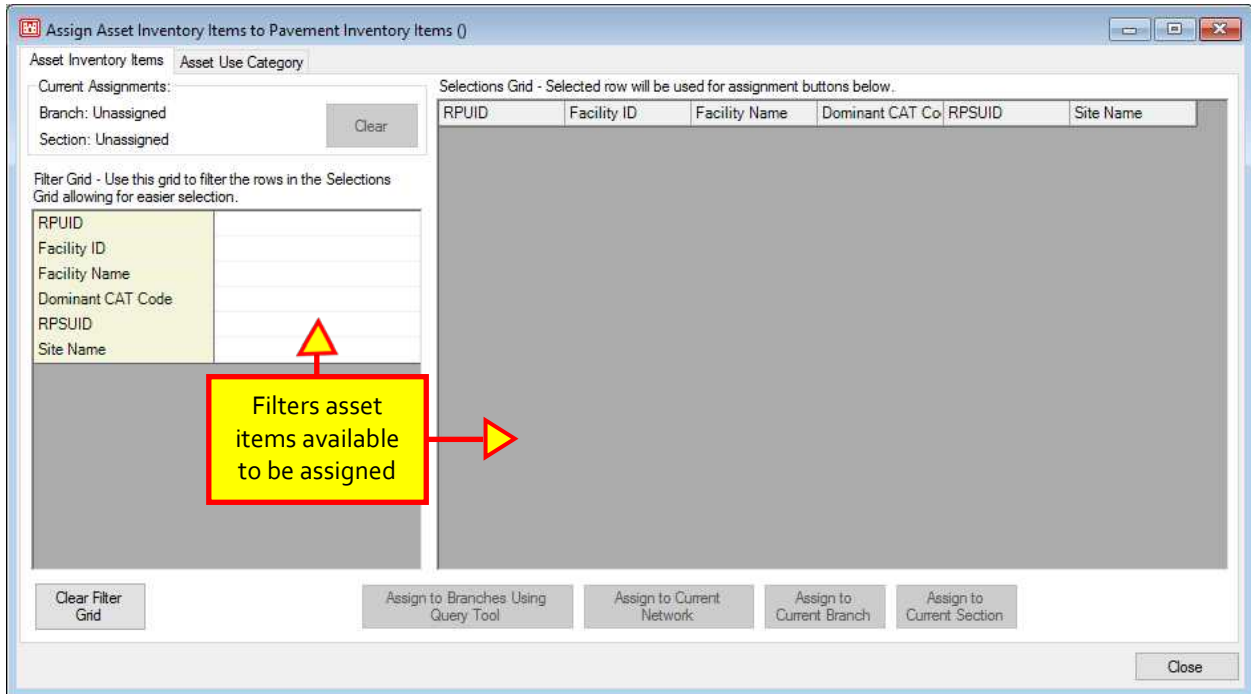 Assign Asset Inventory Items to Pavement Inventory Items ()
Asset Inventory Items Asset Use Category
Current Assignments:
Branch: Unassigned
Section: Unassigned
Clear
Filter Grid - Use this grid to filter the rows in the Selections
Grid allowing for easier selection.
RPUID
Facility ID
Facility Name
Dominant CAT Code
RPSUID
Site Name
Selections Grid - Selected row will be used for assignment buttons below.
RPUID Facility ID Facility Name Dominant CAT Co RPSUID Site Name
Filters asset
items available
to be assigned
Clear Filter
Grid
Assign to Branches Using
Query Tool
Assign to Current
Network
Assign to
Current Branch
Assign to
Current Section
Close